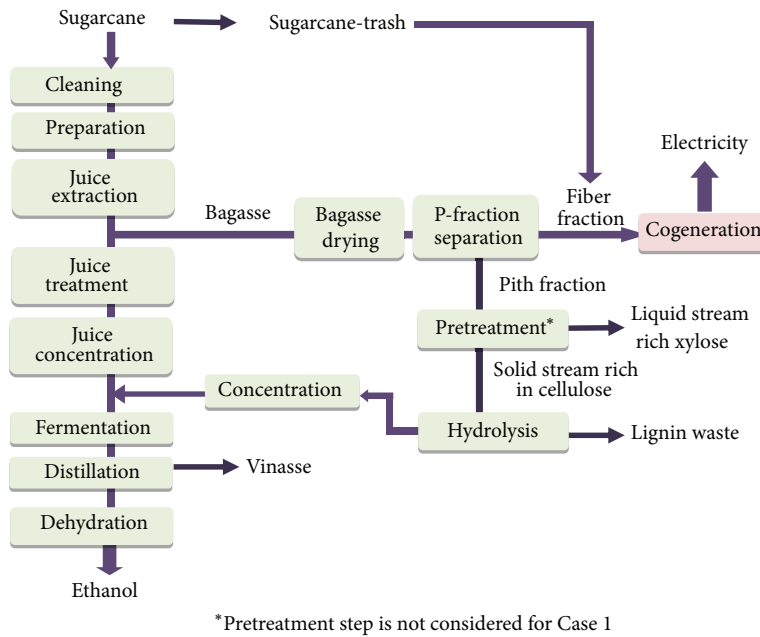 Sugarcane
Sugarcane-trash
Cleaning
Preparation
Juice
extraction
Electricity
Bagasse
Bagasse
drying
P-fraction
separation
Fiber
fraction
Cogeneration
Juice
treatment
Pith fraction
Juice
concentration
Pretreatment*
Liquid stream
rich xylose
Solid stream rich
in cellulose
Concentration
Fermentation
Hydrolysis
Lignin waste
Distillation
Vinasse
Dehydration
Ethanol
*Pretreatment step is not considered for Case 1